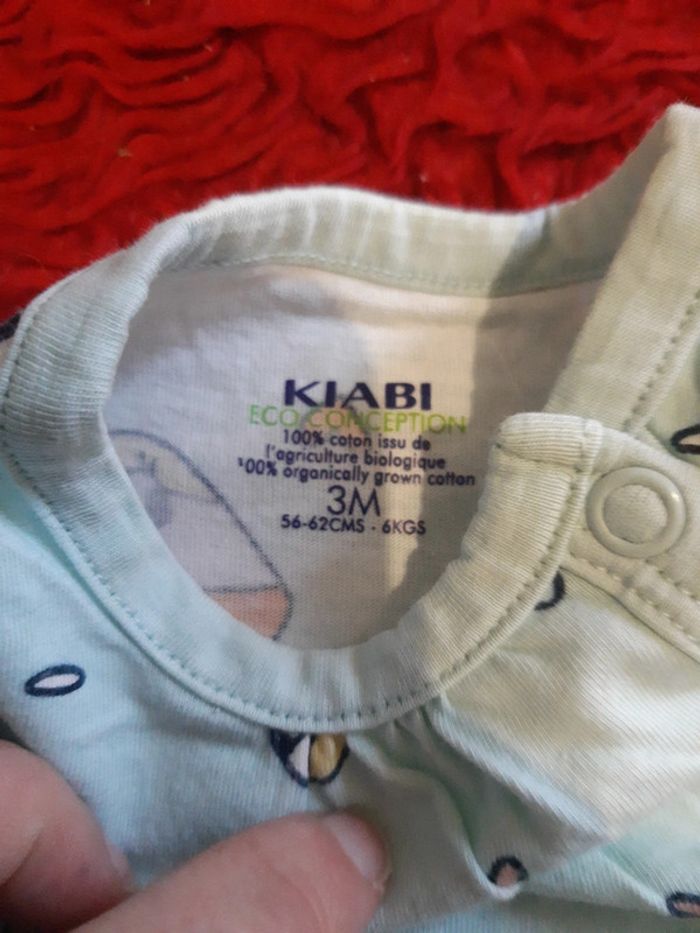 KIABI
ECO CONCEPTION
100% coton issu de
l'agriculture biologique
100% organically grown cotton
3M
56-62CMS - 6KGS